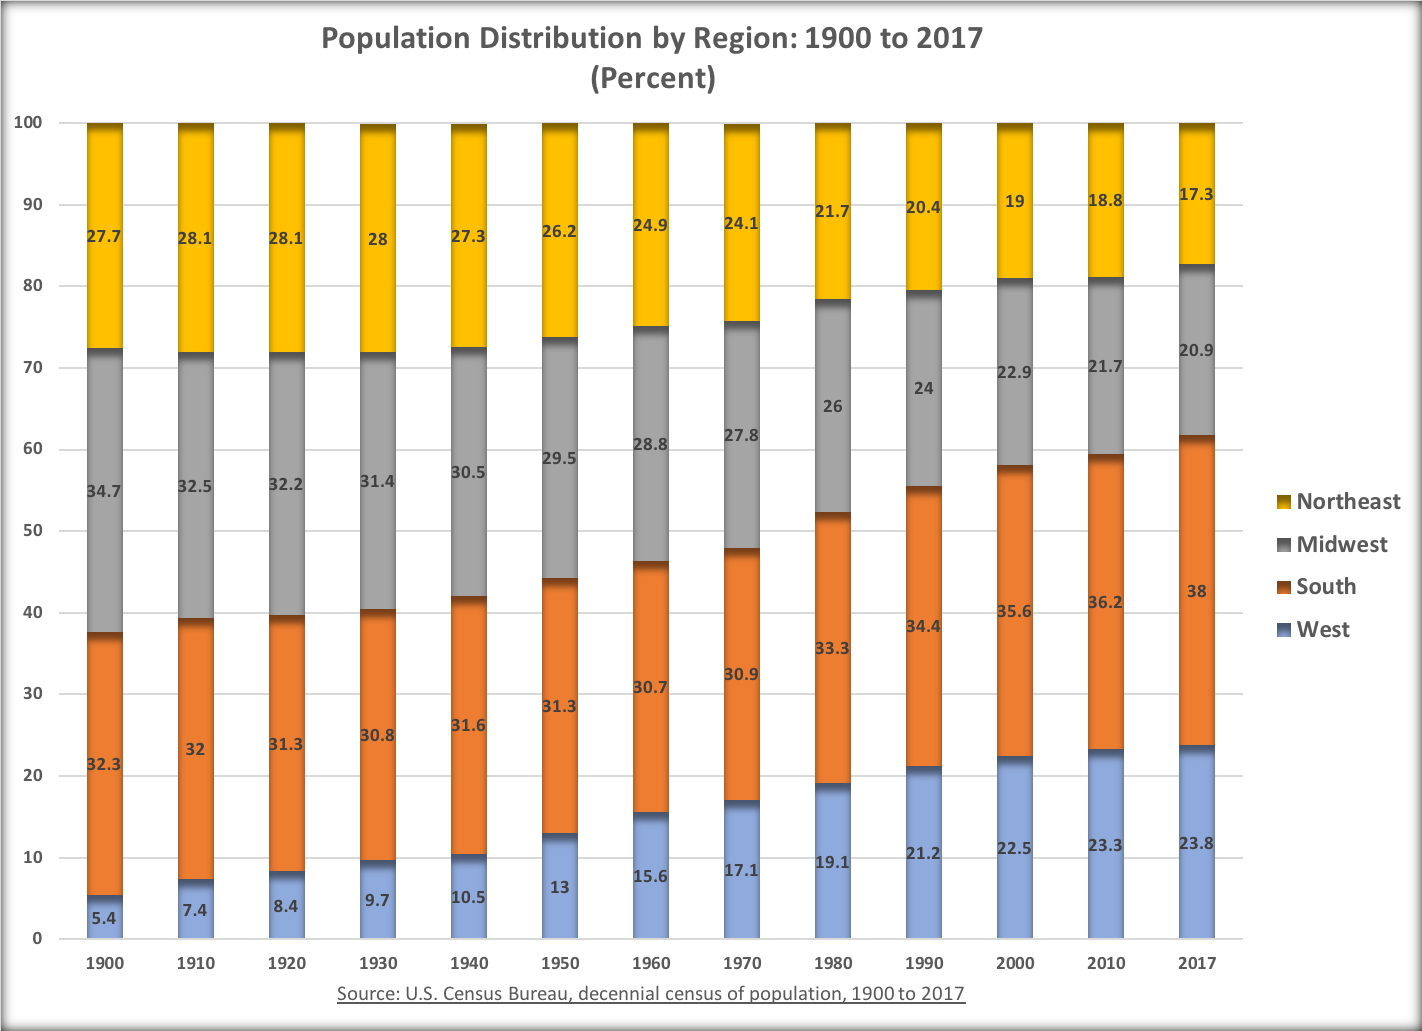 Population Distribution by Region: 1900 to 2017
(Percent)
100
90
80
70
60
50
40
30
20
10
0
27.7 28.1 28.1 28 27.3 26.2 24.9 24.1 21.7 20.4 19 18.8 17.3
34.7 32.5 32.2 31.4 30.5 29.5 28.8 27.8 26 24 22.9 21.7 20.9
32.3 32 31.3 30.8 31.6 31.3 30.7 30.9 33.3 34.4 35.6 36.2 38
5.4 7.4 8.4 9.7 10.5 13 15.6 17.1 19.1 21.2 22.5 23.3 23.8
1900 1910 1920 1930 1940 1950 1960 1970 1980 1990 2000 2010 2017
Northeast
Midwest
South
West
Source: U.S. Census Bureau, decennial census of population, 1900 to 2017